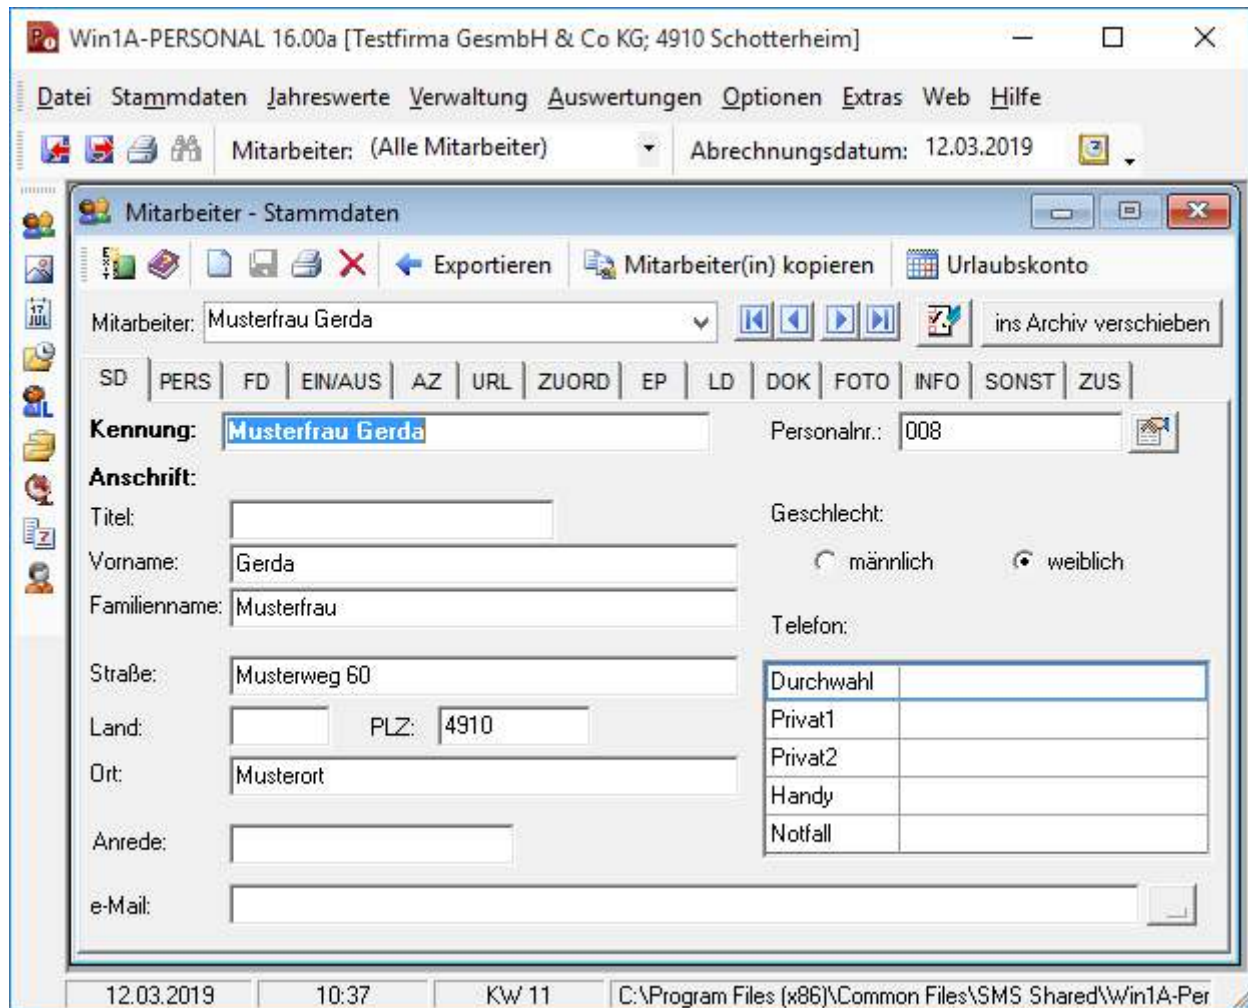 Win1A-PERSONAL 16.00a [Testfirma GesmbH & Co KG; 4910 Schotterheim]
Datei Stammdaten Jahreswerte Verwaltung Auswertungen Optionen Extras Web Hilfe
Mitarbeiter: (Alle Mitarbeiter) Abrechnungsdatum: 12.03.2019
Mitarbeiter - Stammdaten
Exportieren Mitarbeiter(in) kopieren Urlaubskonto
Mitarbeiter: Musterfrau Gerda ins Archiv verschieben
SD PERS FD EIN/AUS AZ URL ZUORD EP LD DOK FOTO INFO SONST ZUS
Kennung: Musterfrau Gerda Personalnr.: 008
Anschrift:
Titel: Geschlecht:
Vorname: Gerda männlich weiblich
Familienname: Musterfrau
Telefon:
Straße: Musterweg 60 Durchwahl
Land: PLZ: 4910 Privat1
Privat2
Ort: Musterort
Handy
Anrede: Notfall
e-Mail:
12.03.2019 10:37 KW 11 C:\Program Files (x86)\Common Files\SMS Shared\Win1A-Per